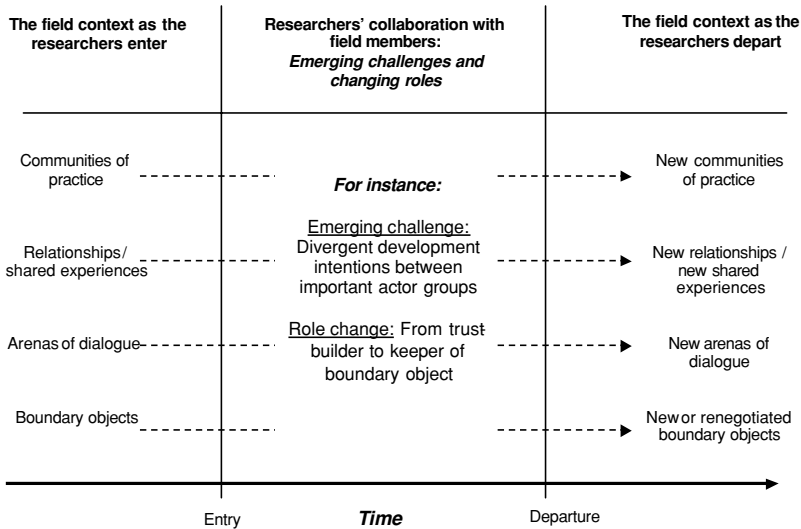 The field context as the
researchers enter
Researchers' collaboration with
field members:
Emerging challenges and
changing roles
The field context as the
researchers depart
Communities of
practice
For instance:
New communities
of practice
Emerging challenge:
Divergent development
intentions between
important actor groups
Relationships/
shared experiences
New relationships /
new shared
experiences
Arenas of dialogue
Role change: From trust-
builder to keeper of
boundary object
New arenas of
dialogue
Boundary objects
New or renegotiated
boundary objects
Entry
Time
Departure